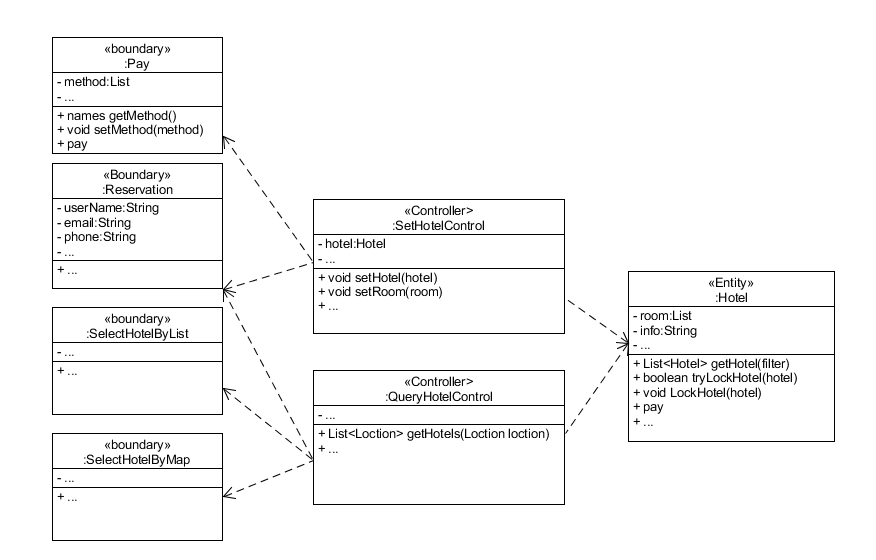 «boundary»
:Pay
- method:List
- ...
+ names getMethod()
+ void setMethod(method)
+ pay
«Boundary»
:Reservation
- userName:String
- email:String
- phone:String
- ...
+ ...
«boundary»
:SelectHotelByList
- ...
+ ...
«boundary»
:SelectHotelByMap
- ...
+ ...
«Controller>
:SetHotelControl
- hotel:Hotel
- ...
+ void setHotel(hotel)
+ void setRoom(room)
+ ...
«Controller>
:QueryHotelControl
- ...
+ List<Loction> getHotels(Loction loction)
+ ...
«Entity»
:Hotel
- room:List
- info:String
- ...
+ List<Hotel> getHotel(filter)
+ boolean tryLockHotel(hotel)
+ void LockHotel(hotel)
+ pay
+ ...